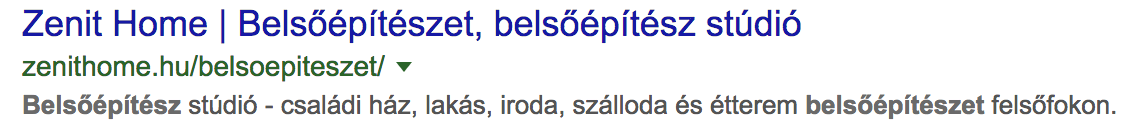 Zenit Home | Belsőépítészet, belsőépítész stúdió
zenithome.hu/belsoepiteszet/
Belsőépítész stúdió - családi ház, lakás, iroda, szálloda és étterem belsőépítészet felsőfokon.